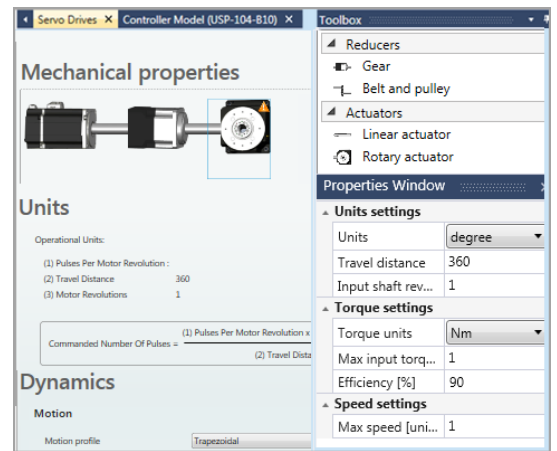 Servo Drives
Controller Model (USP-104-B10)
Mechanical properties
Units
Operational Units:
(1) Pulses Per Motor Revolution :
(2) Travel Distance 360
(3) Motor Revolutions 1
(1) Pulses Per Motor Revolution x
Commanded Number Of Pulses =
(2) Travel Dista
Dynamics
Motion
Motion profile Trapezoidal
Toolbox
Reducers
Gear
Belt and pulley
Actuators
Linear actuator
Rotary actuator
Properties Window
Units settings
Units degree
Travel distance 360
Input shaft rev... 1
Torque settings
Torque units Nm
Max input torq... 1
Efficiency [%] 90
Speed settings
Max speed [uni... 1